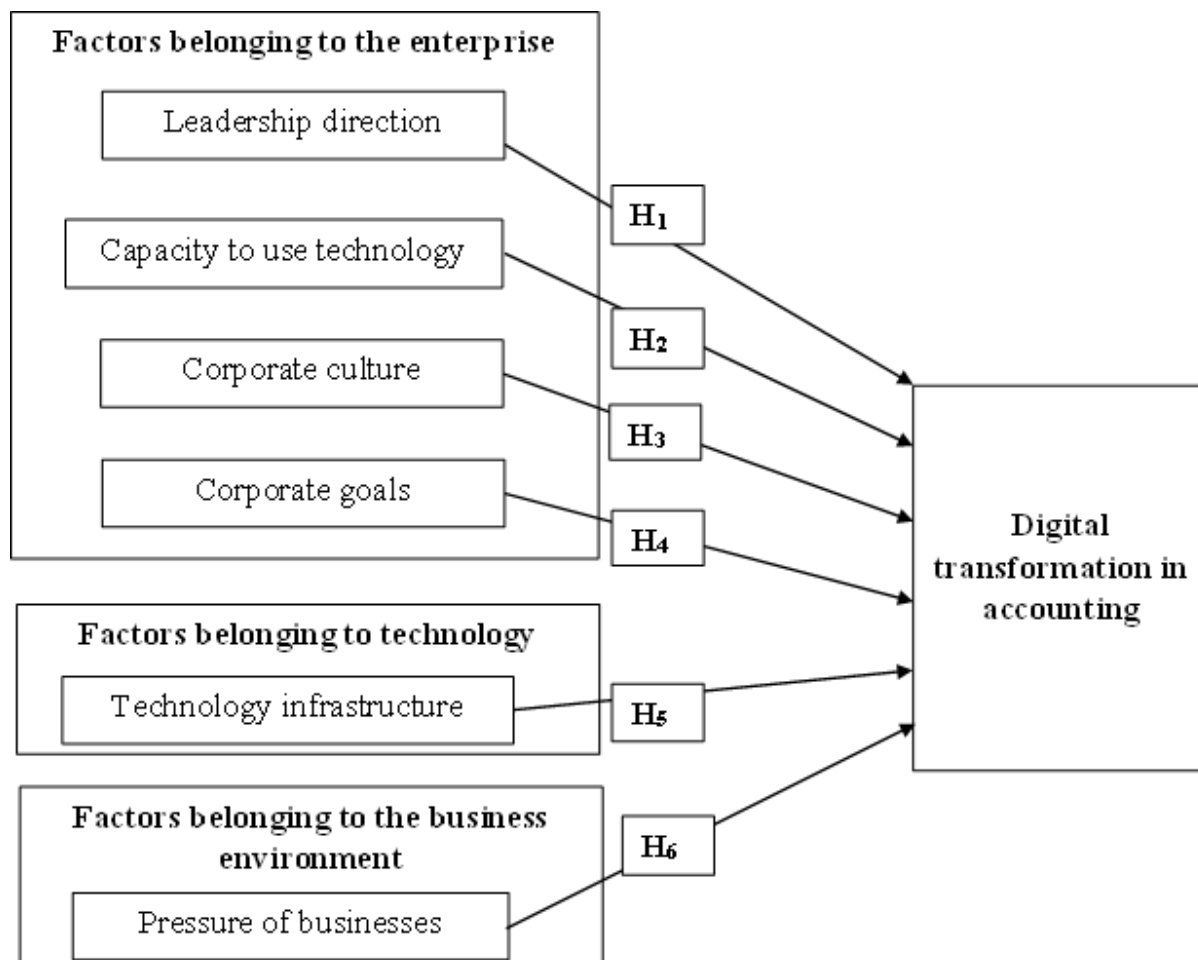 Factors belonging to the enterprise
Leadership direction
H₁
Capacity to use technology
H₂
Corporate culture
H₃
Corporate goals
H₄
Digital
transformation in
accounting
Factors belonging to technology
Technology infrastructure
H₅
Factors belonging to the business
environment
H₆
Pressure of businesses